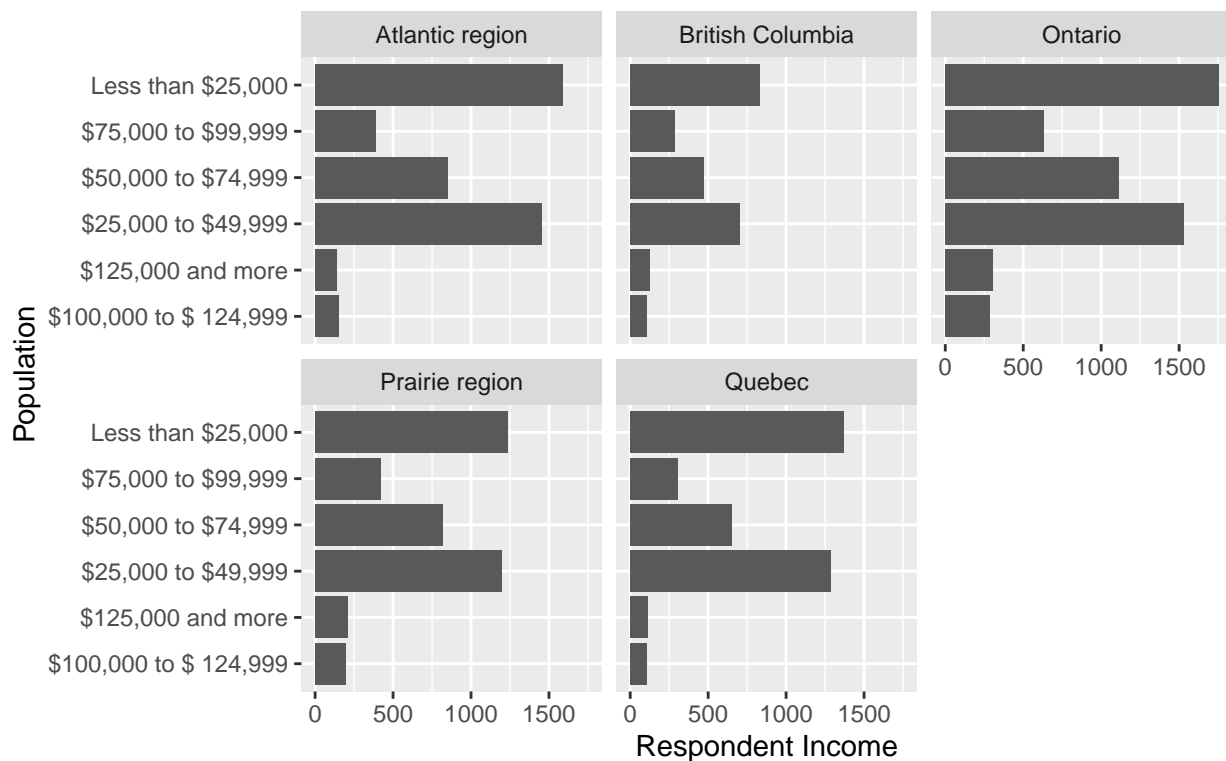 Atlantic region
British Columbia
Ontario
Less than $25,000
$75,000 to $99,999
$50,000 to $74,999
$25,000 to $49,999
$125,000 and more
$100,000 to $ 124,999
0 500 1000 1500
Prairie region
Quebec
Less than $25,000
$75,000 to $99,999
$50,000 to $74,999
$25,000 to $49,999
$125,000 and more
$100,000 to $ 124,999
0 500 1000 1500
0 500 1000 1500
Respondent Income
Population